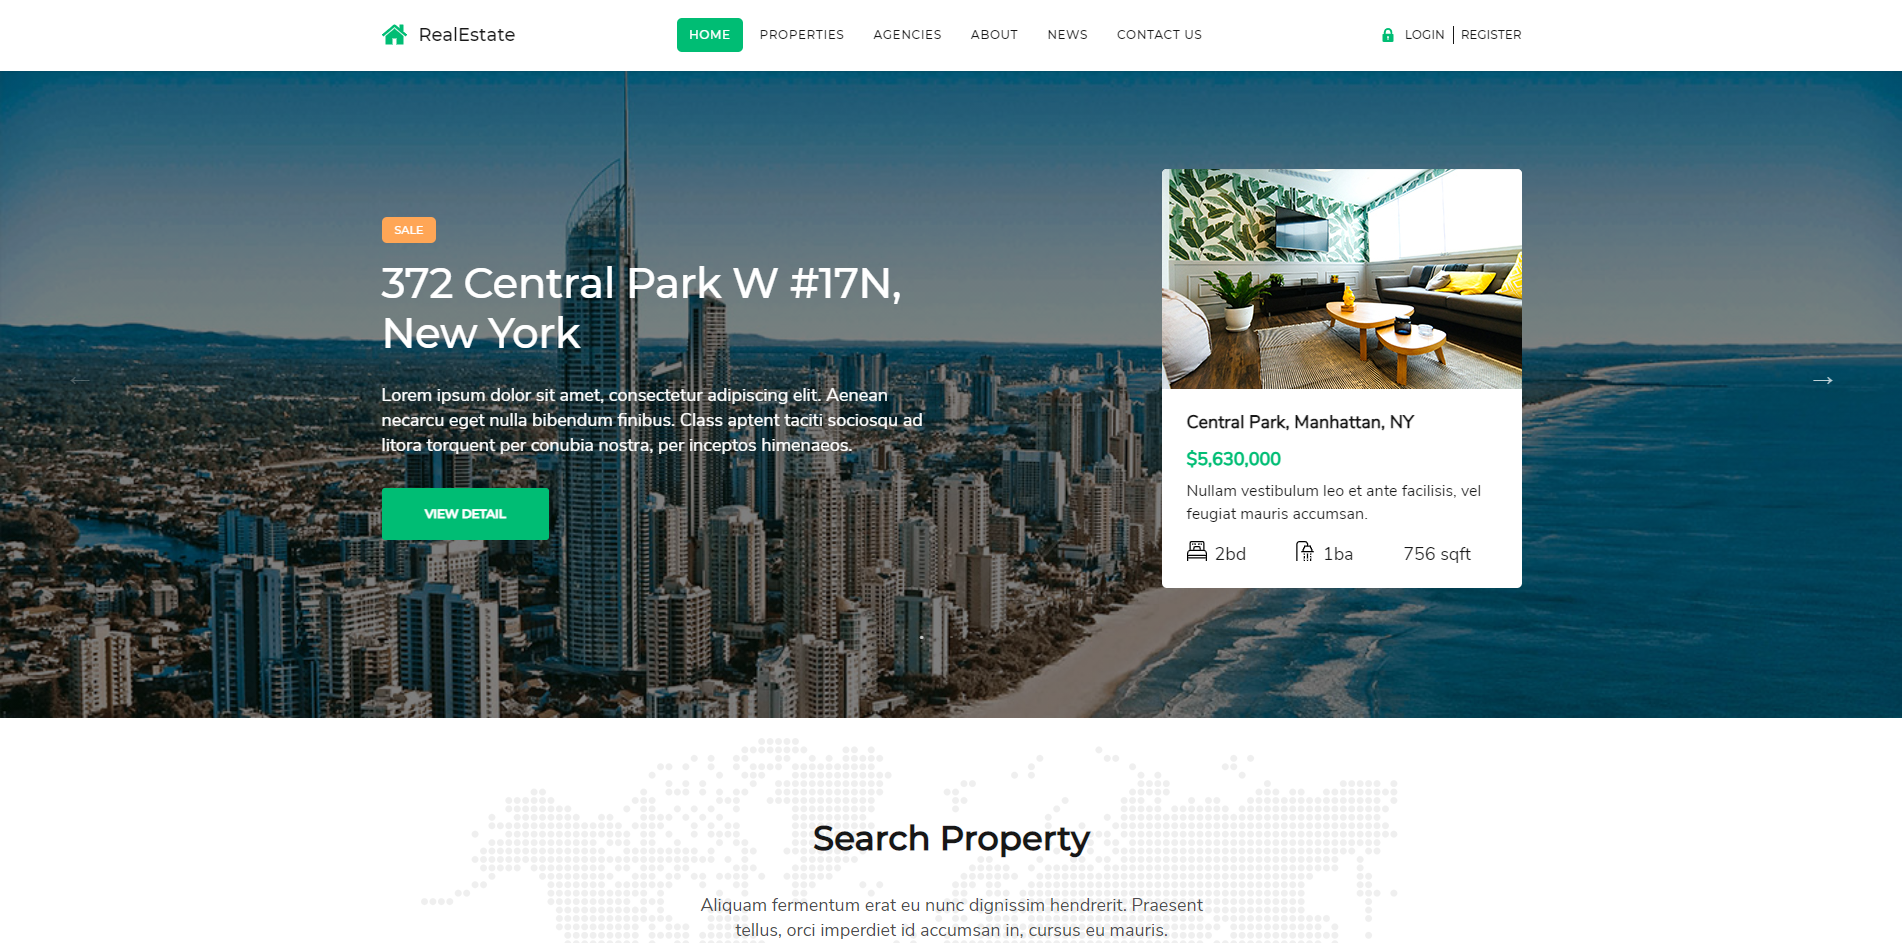 RealEstate
HOME
PROPERTIES
AGENCIES
ABOUT
NEWS
CONTACT US
LOGIN
REGISTER
SALE
372 Central Park W #17N,
New York
Lorem ipsum dolor sit amet, consectetur adipiscing elit. Aenean
necarcu eget nulla bibendum finibus. Class aptent taciti sociosqu ad
litora torquent per conubia nostra, per inceptos himenaeos.
VIEW DETAIL
←
→
Central Park, Manhattan, NY
$5,630,000
Nullam vestibulum leo et ante facilisis, vel
feugiat mauris accumsan.
2bd
1ba
756 sqft
Search Property
Aliquam fermentum erat eu nunc dignissim hendrerit. Praesent
tellus, orci imperdiet id accumsan in, cursus eu mauris.